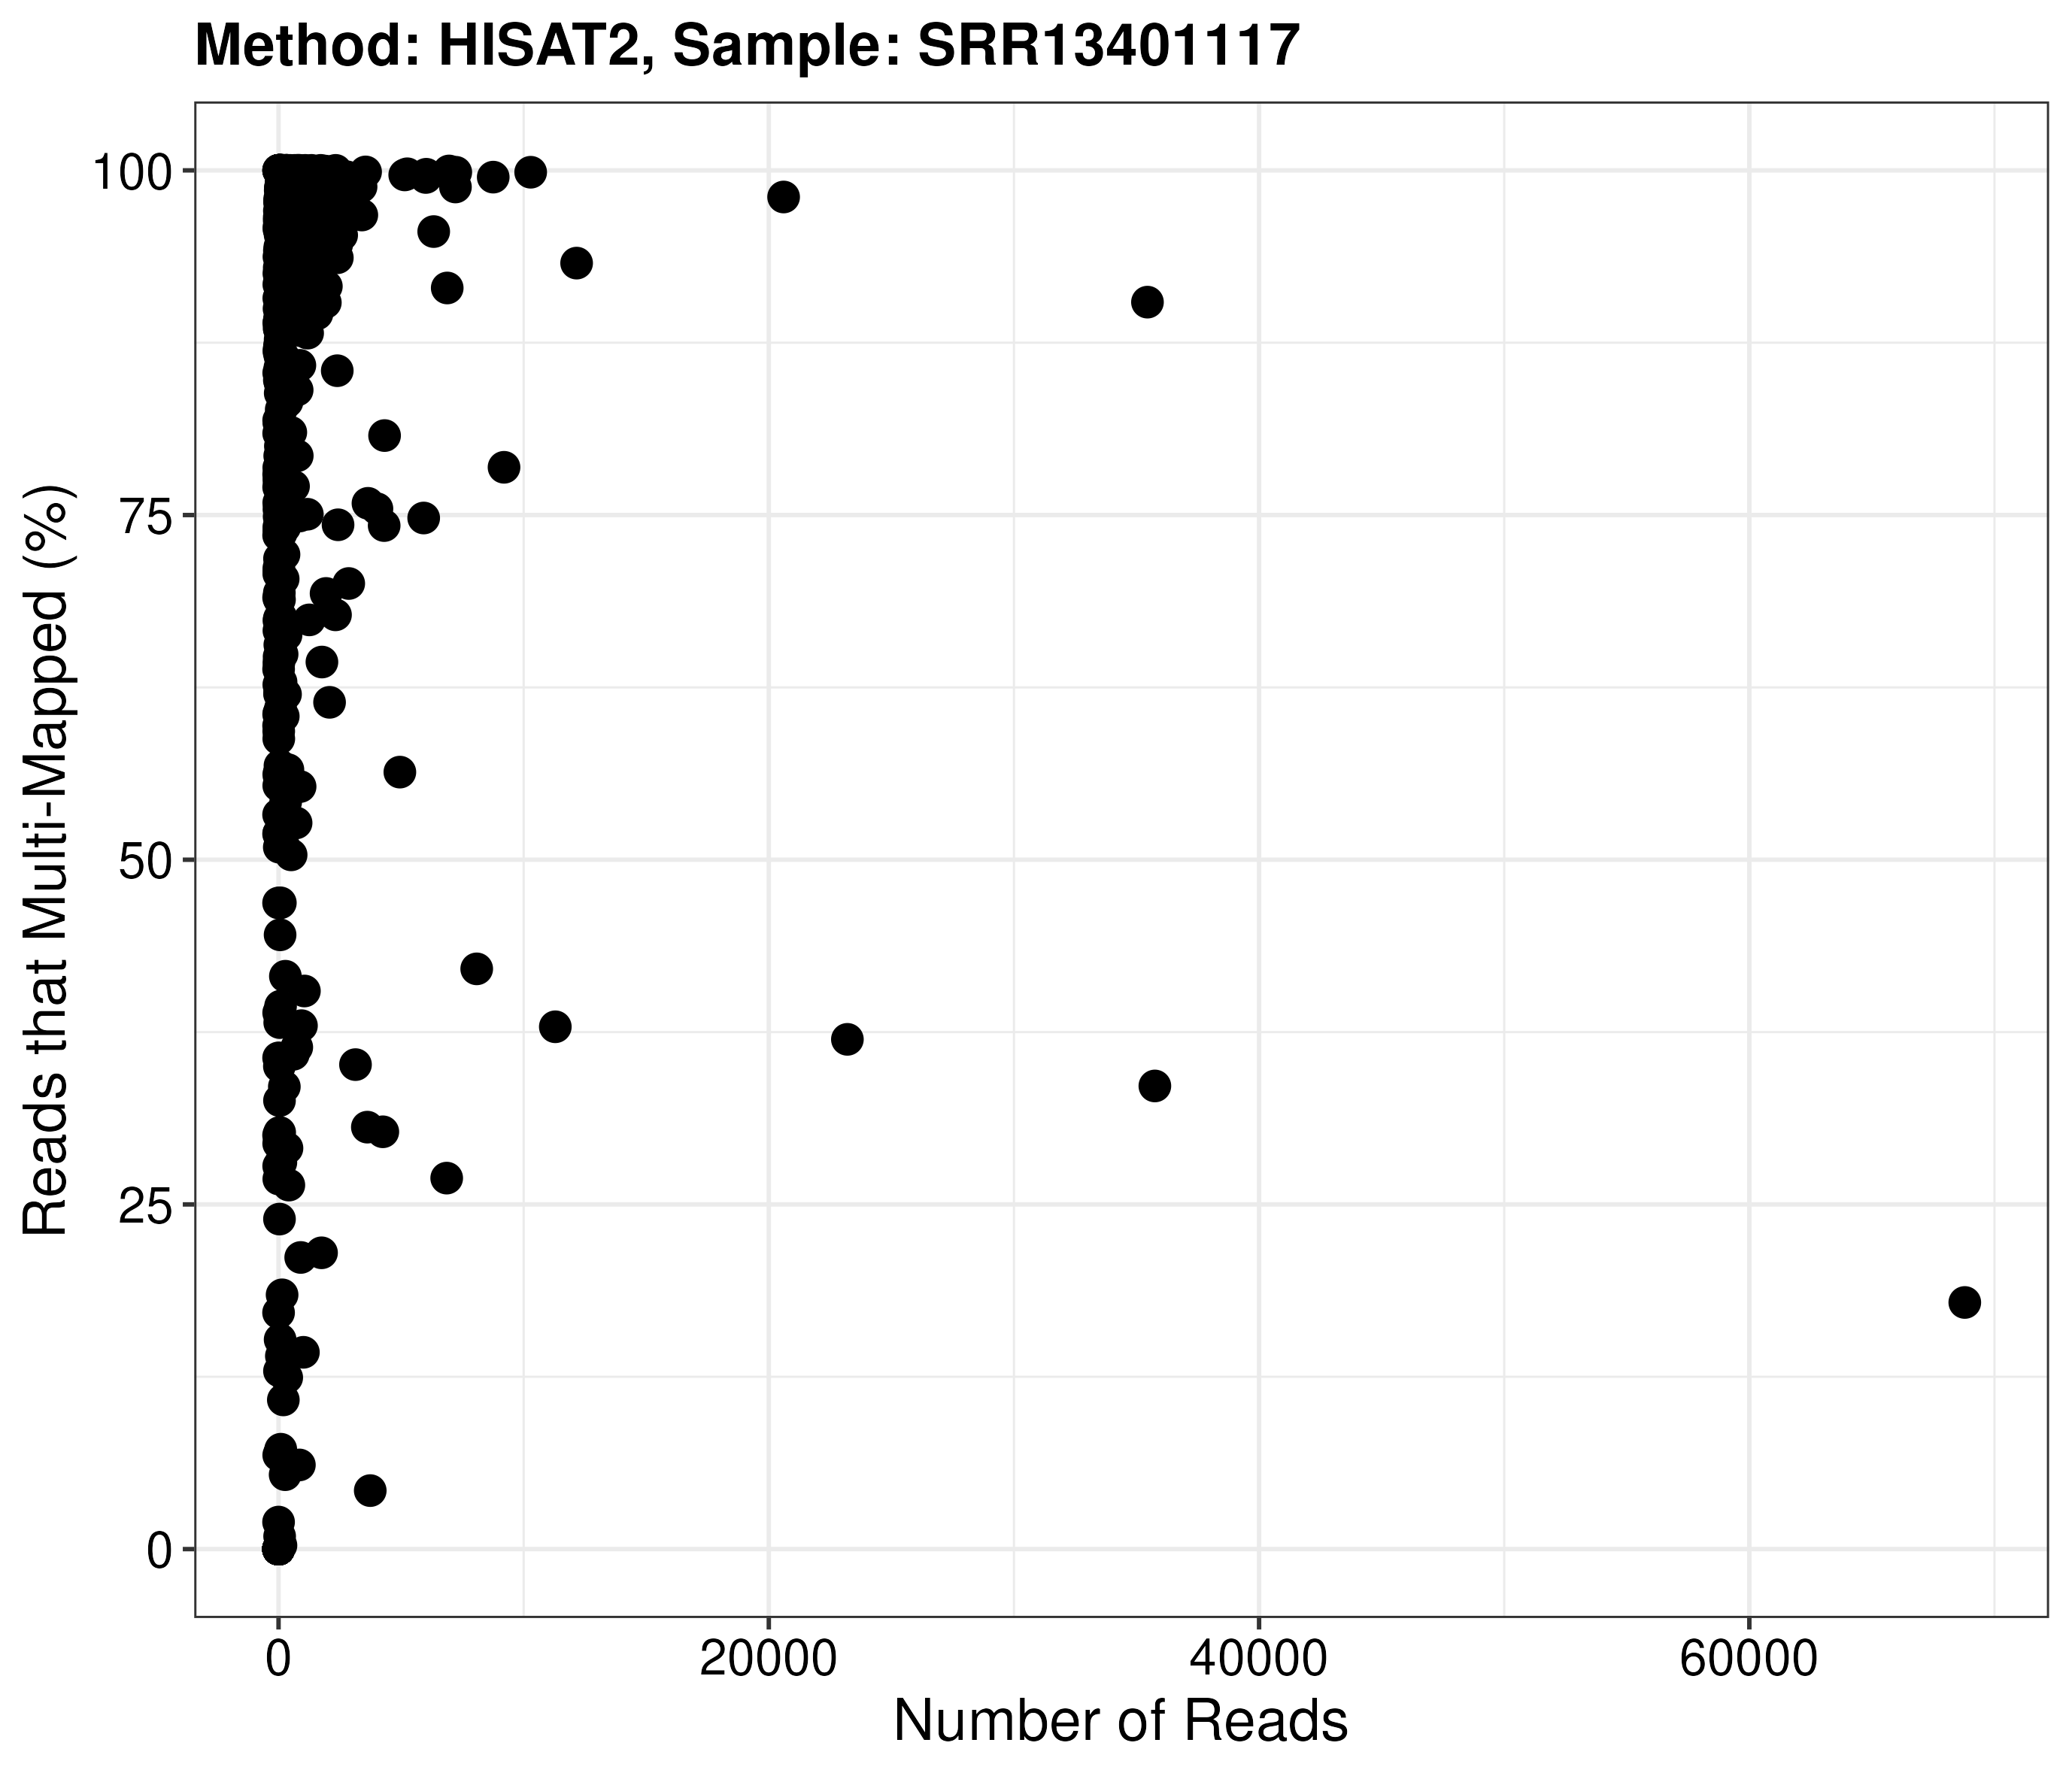 Method: HISAT2, Sample: SRR13401117
Reads that Multi-Mapped (%)
100
75
50
25
0
0 20000 40000 60000
Number of Reads